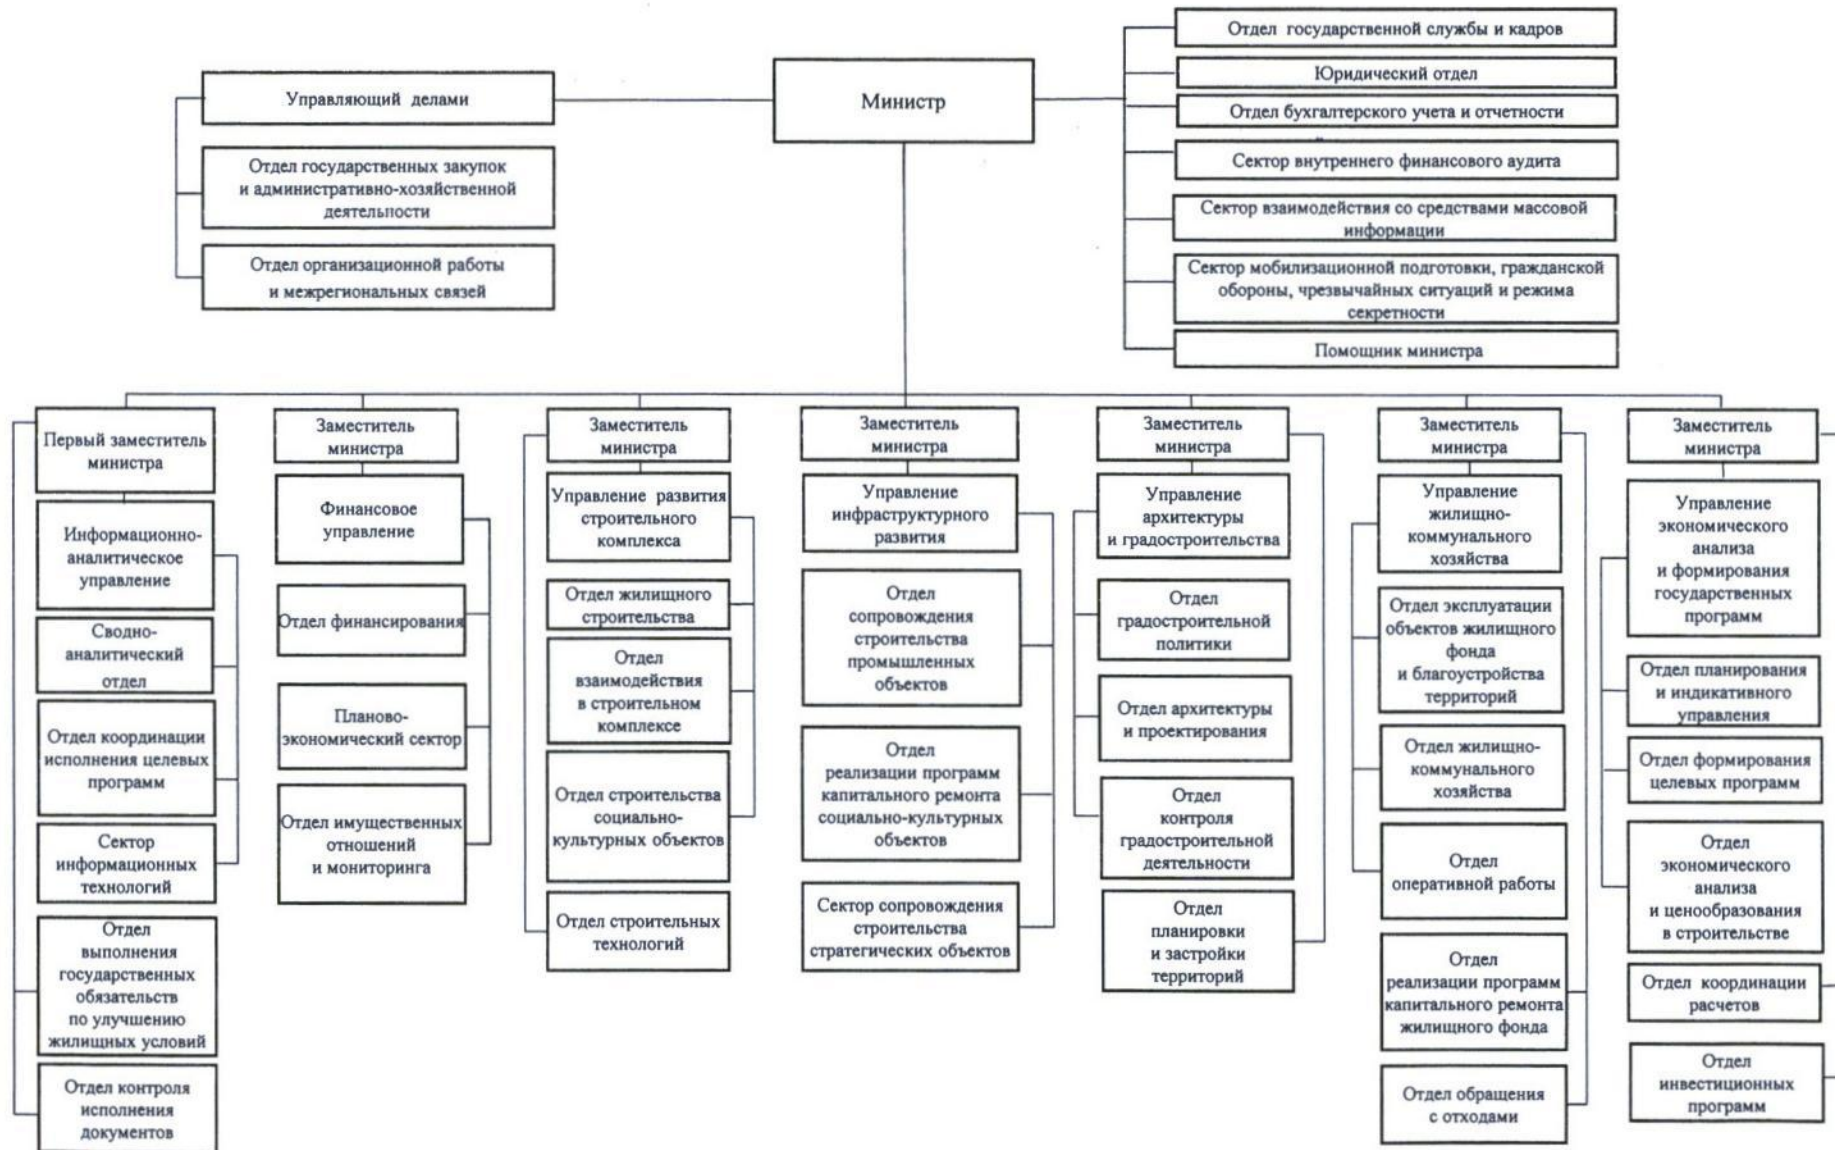 Министр
Управляющий делами
Отдел государственных закупок
и административно-хозяйственной
деятельности
Отдел организационной работы
и межрегиональных связей
Отдел государственной службы и кадров
Юридический отдел
Отдел бухгалтерского учета и отчетности
Сектор внутреннего финансового аудита
Сектор взаимодействия со средствами массовой
информации
Сектор мобилизационной подготовки, гражданской
обороны, чрезвычайных ситуаций и режима
секретности
Помощник министра
Первый заместитель
министра
Информационно-
аналитическое
управление
Сводно-
аналитический
отдел
Отдел координации
исполнения целевых
программ
Сектор
информационных
технологий
Отдел
выполнения
государственных
обязательств
по улучшению
жилищных условий
Отдел контроля
исполнения
документов
Заместитель
министра
Финансовое
управление
Отдел финансирования
Планово-
экономический сектор
Отдел имущественных
отношений
и мониторинга
Заместитель
министра
Управление развития
строительного
комплекса
Отдел жилищного
строительства
Отдел
взаимодействия
в строительном
комплексе
Отдел строительства
социально-
культурных объектов
Отдел строительных
технологий
Заместитель
министра
Управление
инфраструктурного
развития
Отдел
сопровождения
строительства
промышленных
объектов
Отдел
реализации программ
капитального ремонта
социально-культурных
объектов
Сектор сопровождения
строительства
стратегических объектов
Заместитель
министра
Управление
архитектуры
и градостроительства
Отдел
градостроительной
политики
Отдел архитектуры
и проектирования
Отдел
контроля
градостроительной
деятельности
Отдел
планировки
и застройки
территорий
Заместитель
министра
Управление
жилищно-
коммунального
хозяйства
Отдел эксплуатации
объектов жилищного
фонда
и благоустройства
территорий
Отдел жилищно-
коммунального
хозяйства
Отдел
оперативной работы
Отдел
реализации программ
капитального ремонта
жилищного фонда
Отдел обращения
с отходами
Заместитель
министра
Управление
экономического
анализа
и формирования
государственных
программ
Отдел планирования
и индикативного
управления
Отдел формирования
целевых программ
Отдел
экономического
анализа
и ценообразования
в строительстве
Отдел координации
расчетов
Отдел
инвестиционных
программ